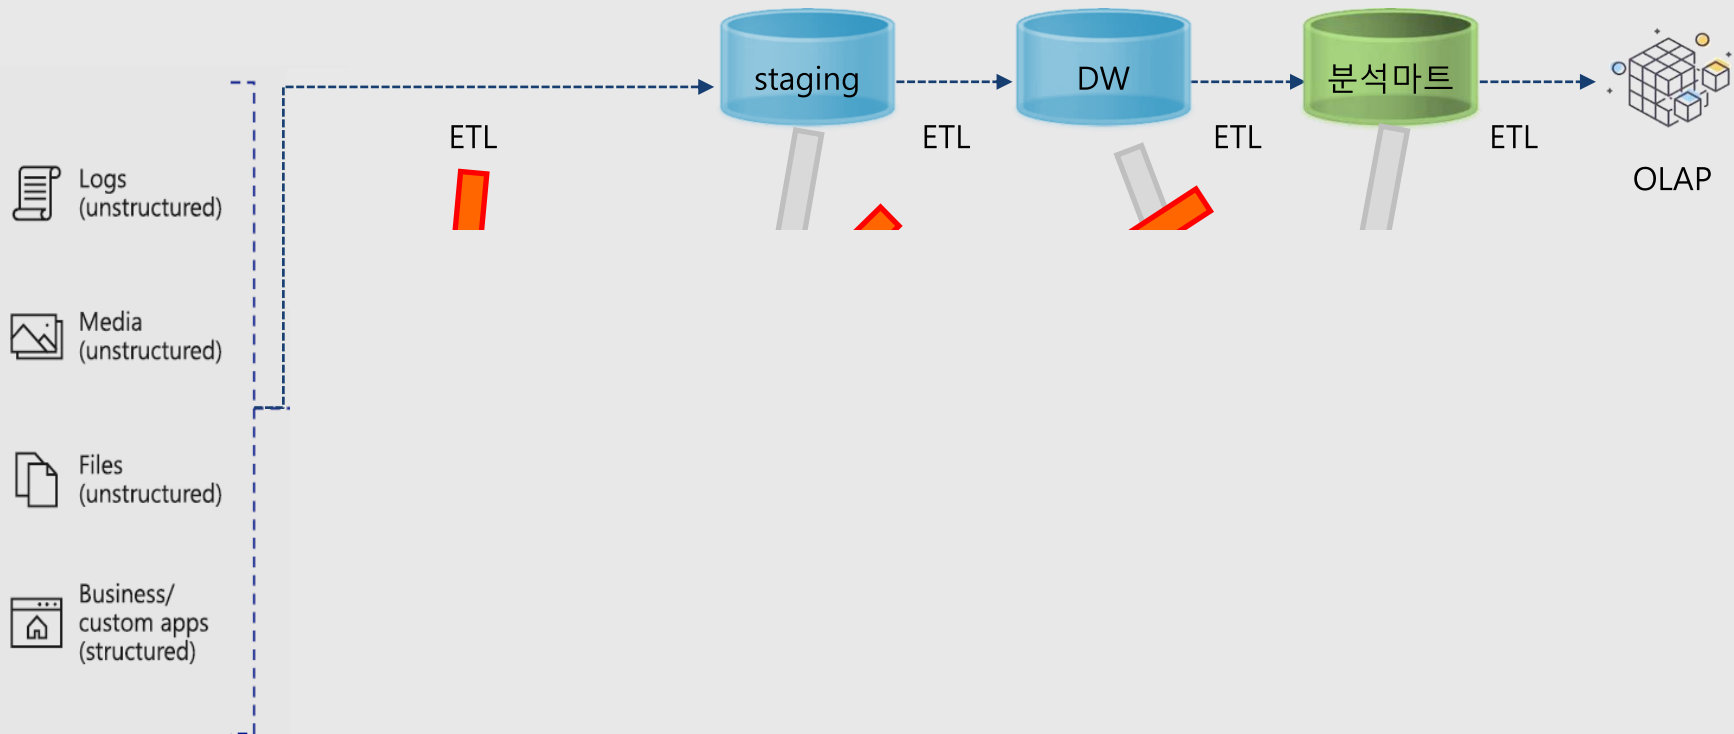 staging
DW
분석마트
ETL
ETL
ETL
ETL
OLAP
Logs
(unstructured)
Media
(unstructured)
Files
(unstructured)
Business/
custom apps
(structured)